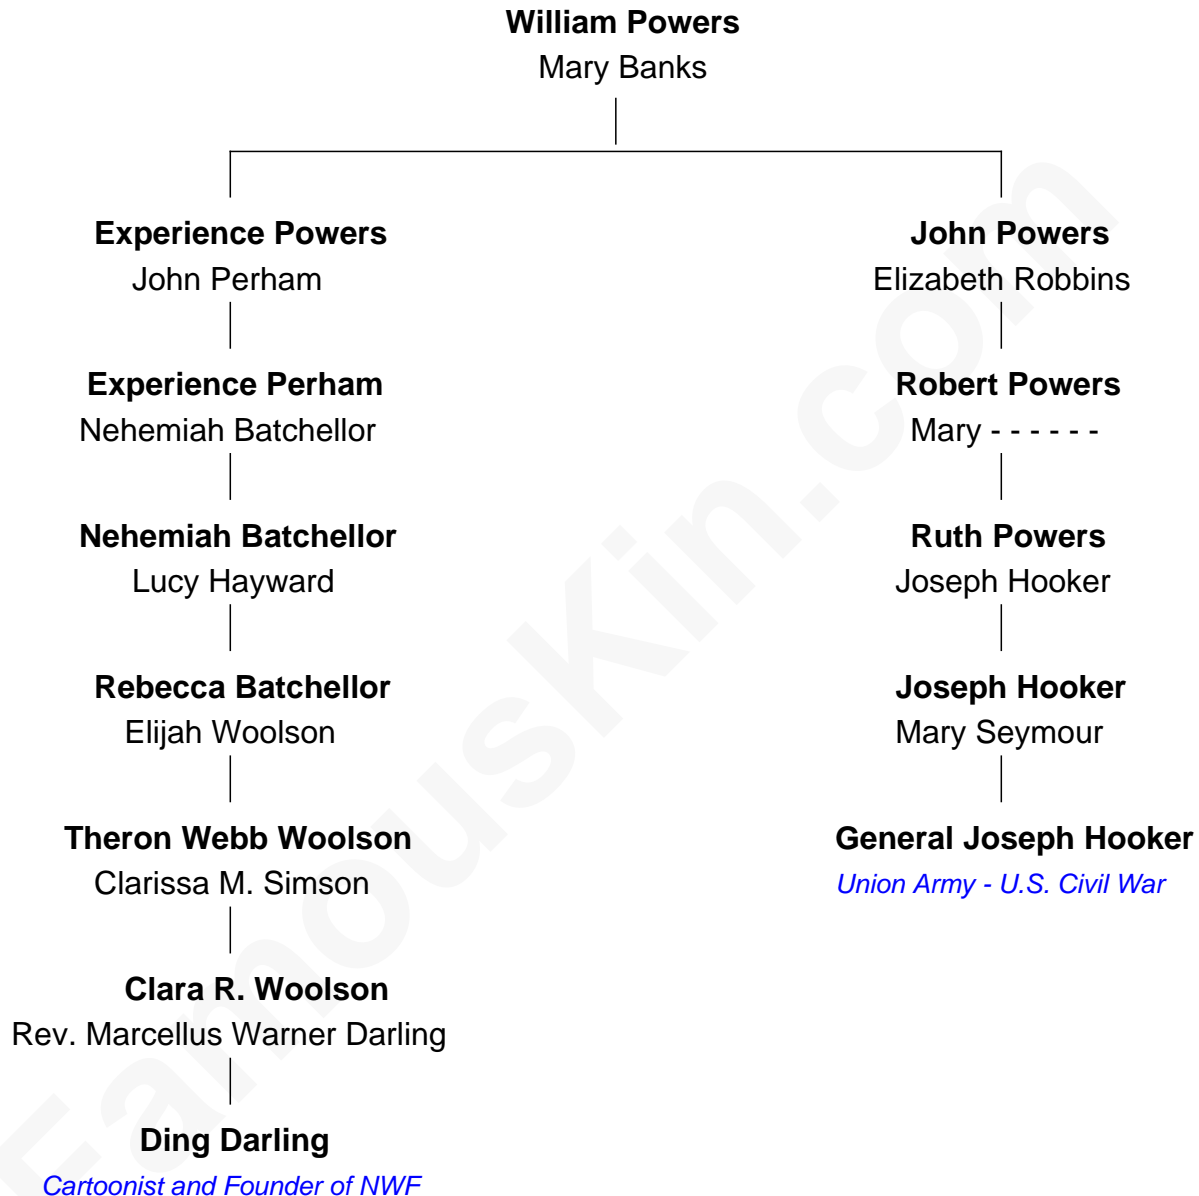 William Powers
Mary Banks
Experience Powers
John Perham
John Powers
Elizabeth Robbins
Experience Perham
Nehemiah Batchellor
Robert Powers
Mary - - - - - -
Nehemiah Batchellor
Lucy Hayward
Ruth Powers
Joseph Hooker
Rebecca Batchellor
Elijah Woolson
Joseph Hooker
Mary Seymour
Theron Webb Woolson
Clarissa M. Simson
General Joseph Hooker
Union Army - U.S. Civil War
Clara R. Woolson
Rev. Marcellus Warner Darling
Ding Darling
Cartoonist and Founder of NWF
FamousKin.com